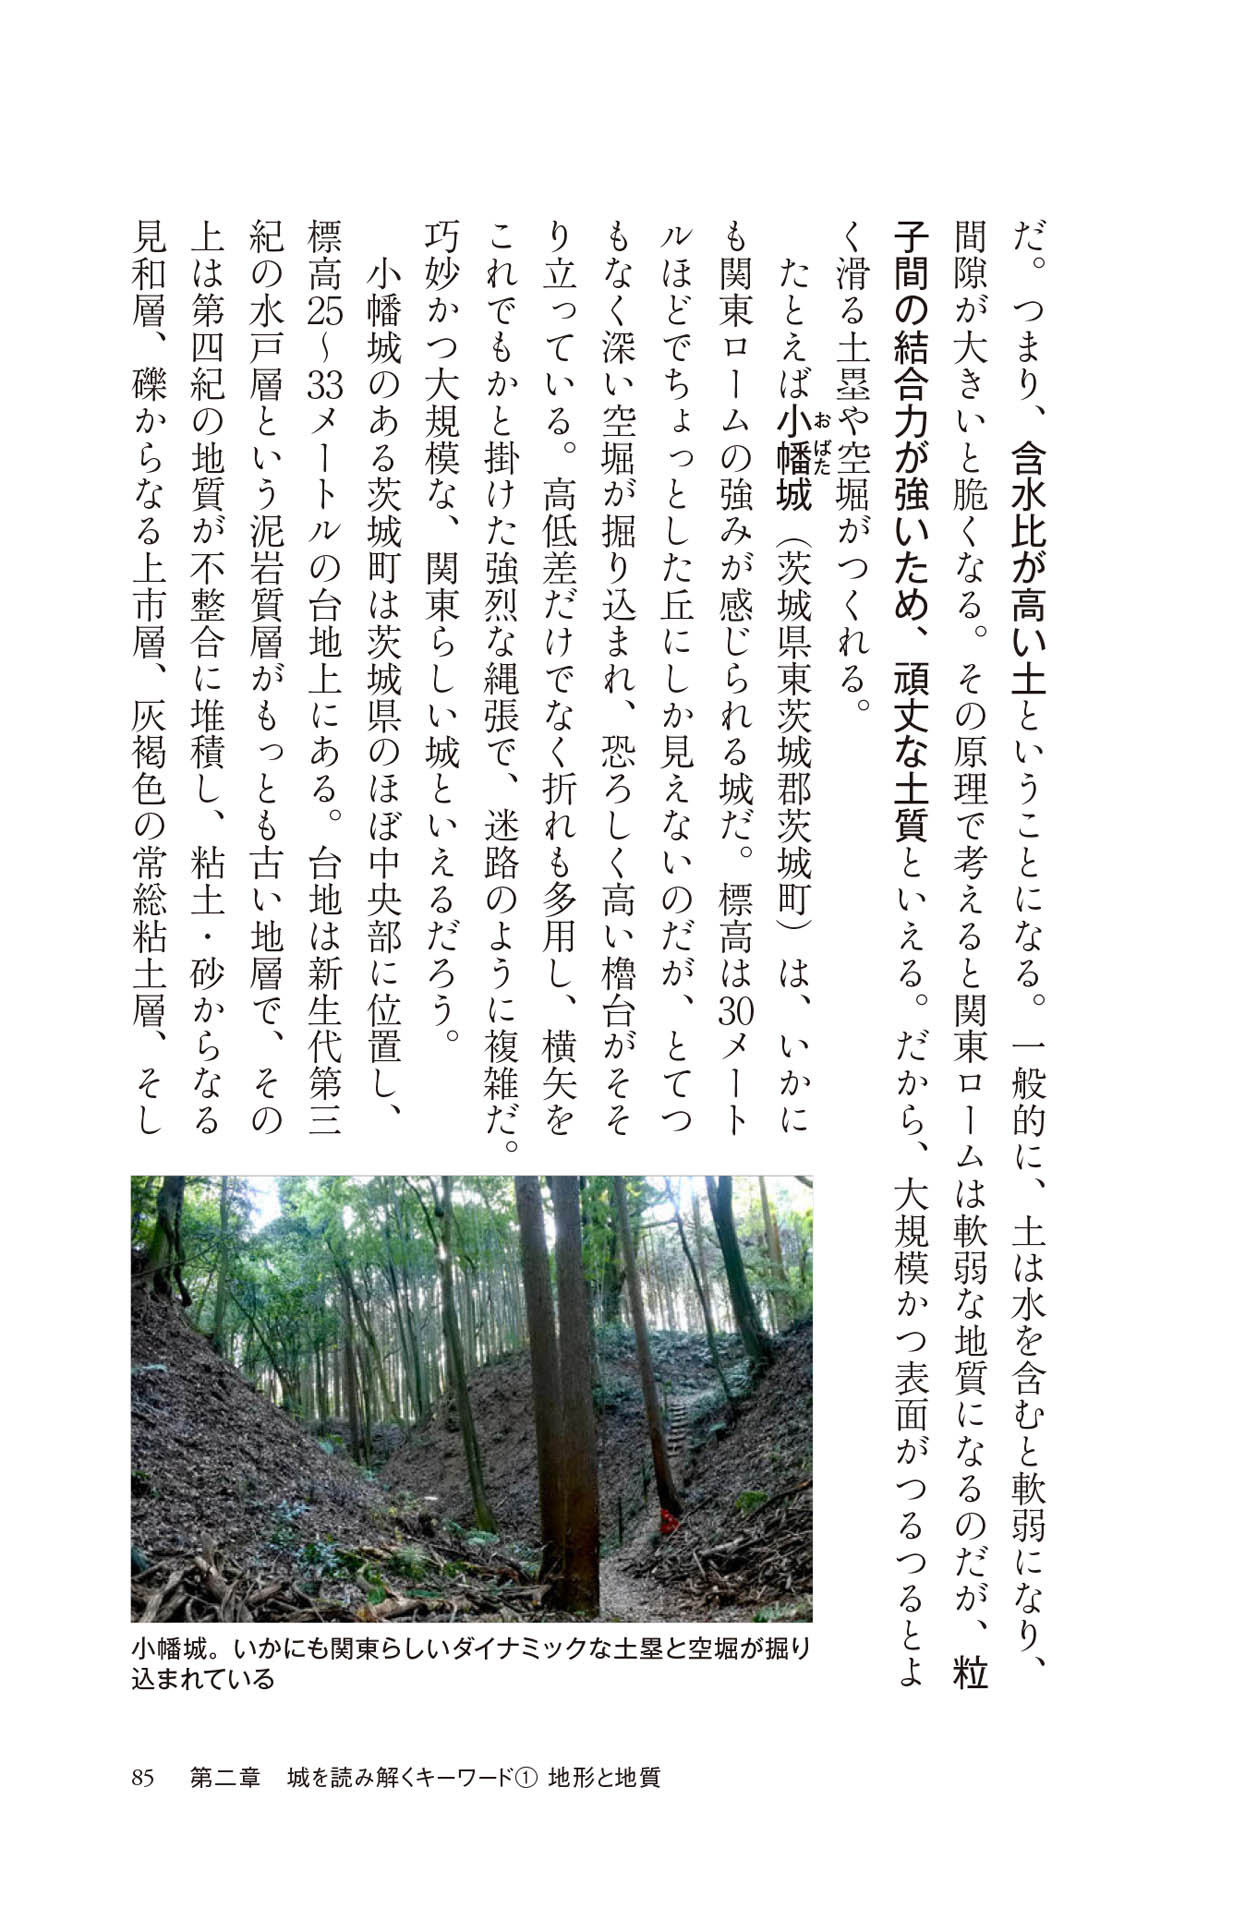 だ。つまり、含水比が高い土ということになる。一般的に、土は水を含むと軟弱になり、
間隙が大きいと脆くなる。その原理で考えると関東ロームは軟弱な地質になるのだが、粒
子間の結合力が強いため、頑丈な土質といえる。だから、大規模かつ表面がつるつるとよ
く滑る土塁や空堀がつくれる。
たとえば小幡城（茨城県東茨城郡茨城町）は、いかに
おばた
も関東ロームの強みが感じられる城だ。標高は30メート
ルほどでちょっとした丘にしか見えないのだが、とてつ
もなく深い空堀が掘り込まれ、恐ろしく高い櫓台がそそ
り立っている。高低差だけでなく折れも多用し、横矢を
これでもかと掛けた強烈な縄張で、迷路のように複雑だ。
巧妙かつ大規模な、関東らしい城といえるだろう。
小幡城のある茨城町は茨城県のほぼ中央部に位置し、
標高25～33メートルの台地上にある。台地は新生代第三
紀の水戸層という泥岩質層がもっとも古い地層で、その
上は第四紀の地質が不整合に堆積し、粘土・砂からなる
見和層、礫からなる上市層、灰褐色の常総粘土層、そし
小幡城。いかにも関東らしいダイナミックな土塁と空堀が掘り
込まれている
85 第二章 城を読み解くキーワード① 地形と地質